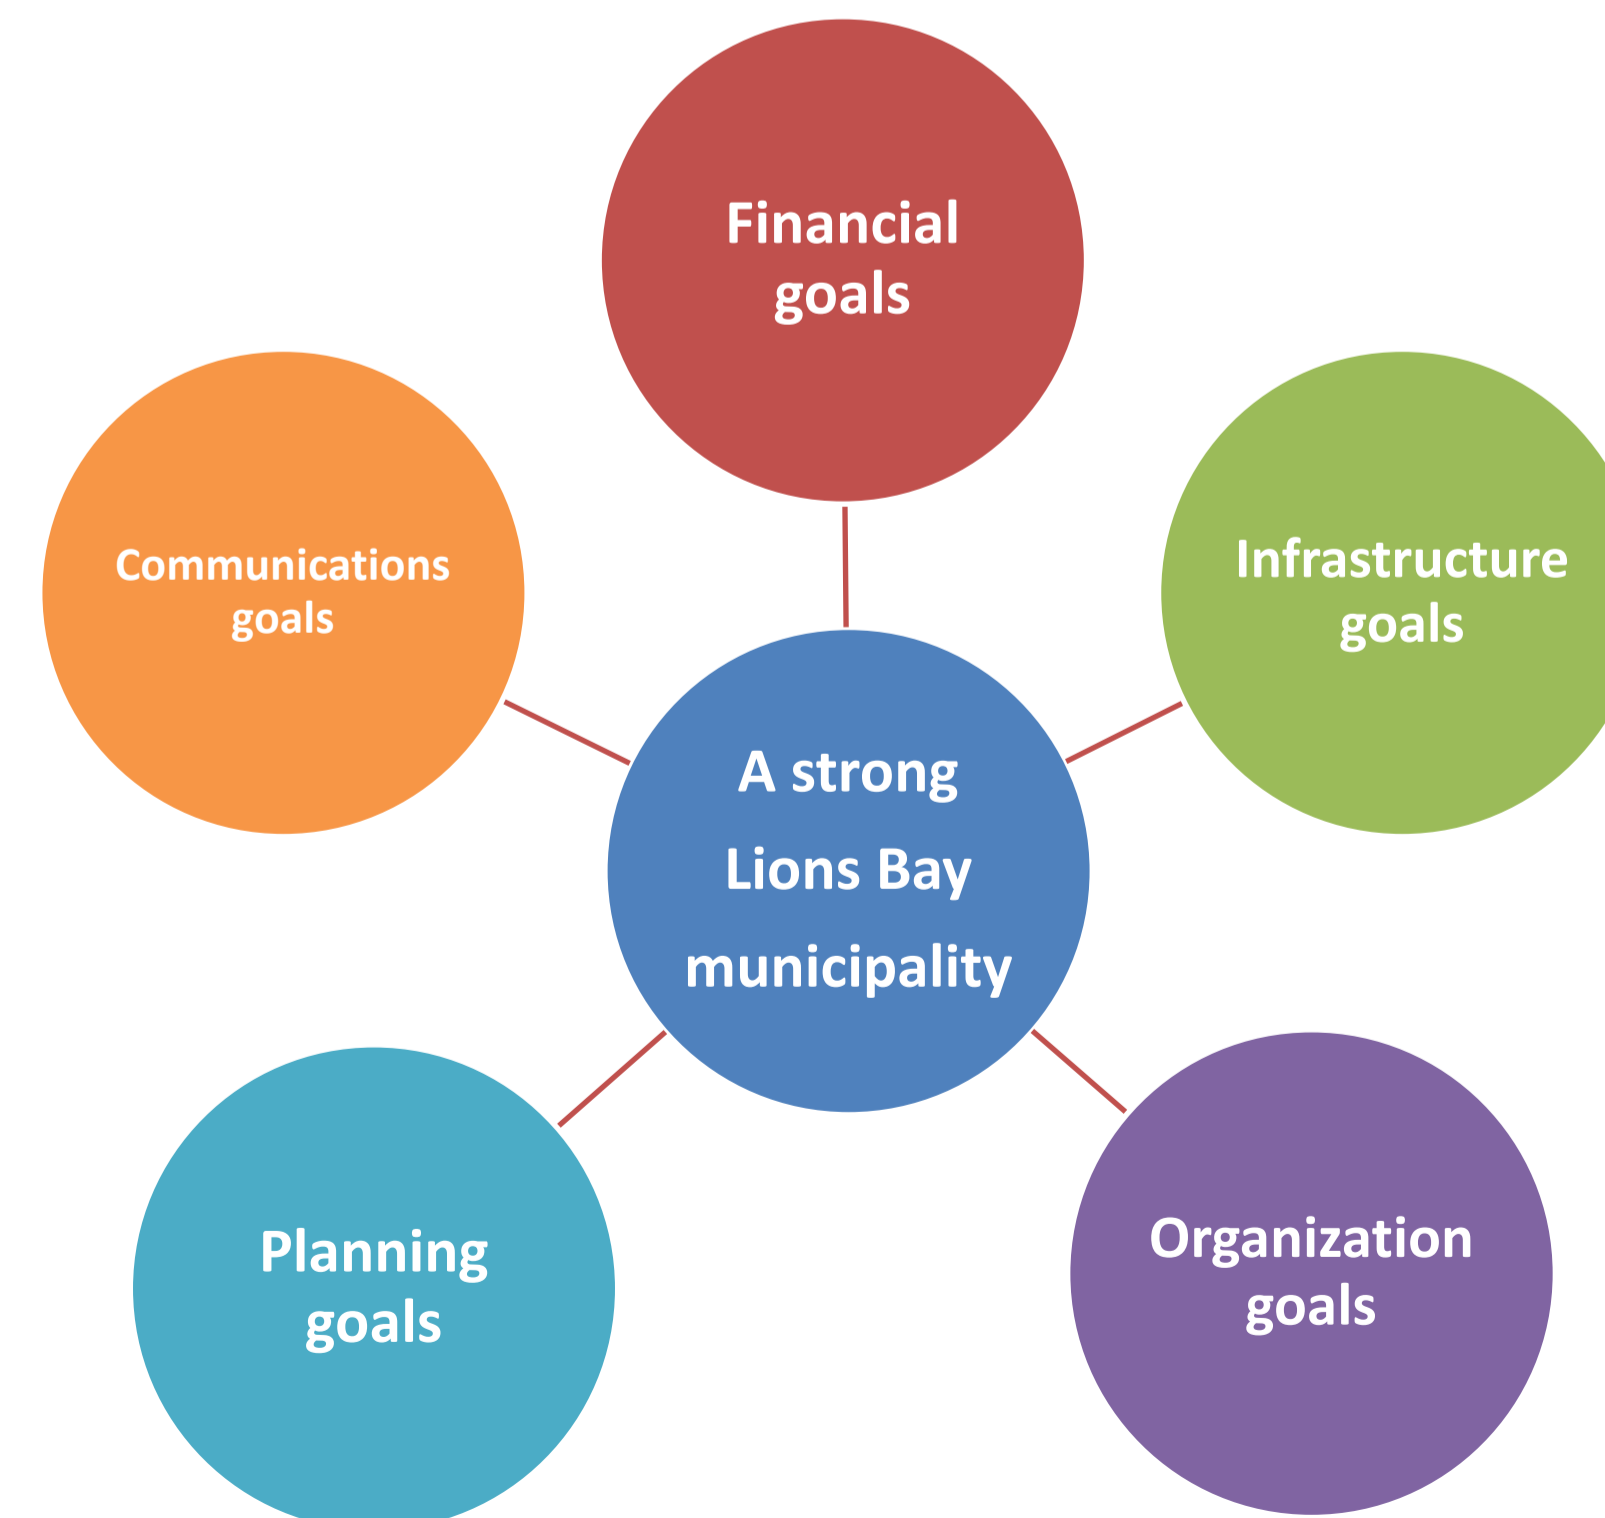 Financial
goals
Communications
goals
Infrastructure
goals
A strong
Lions Bay
municipality
Planning
goals
Organization
goals